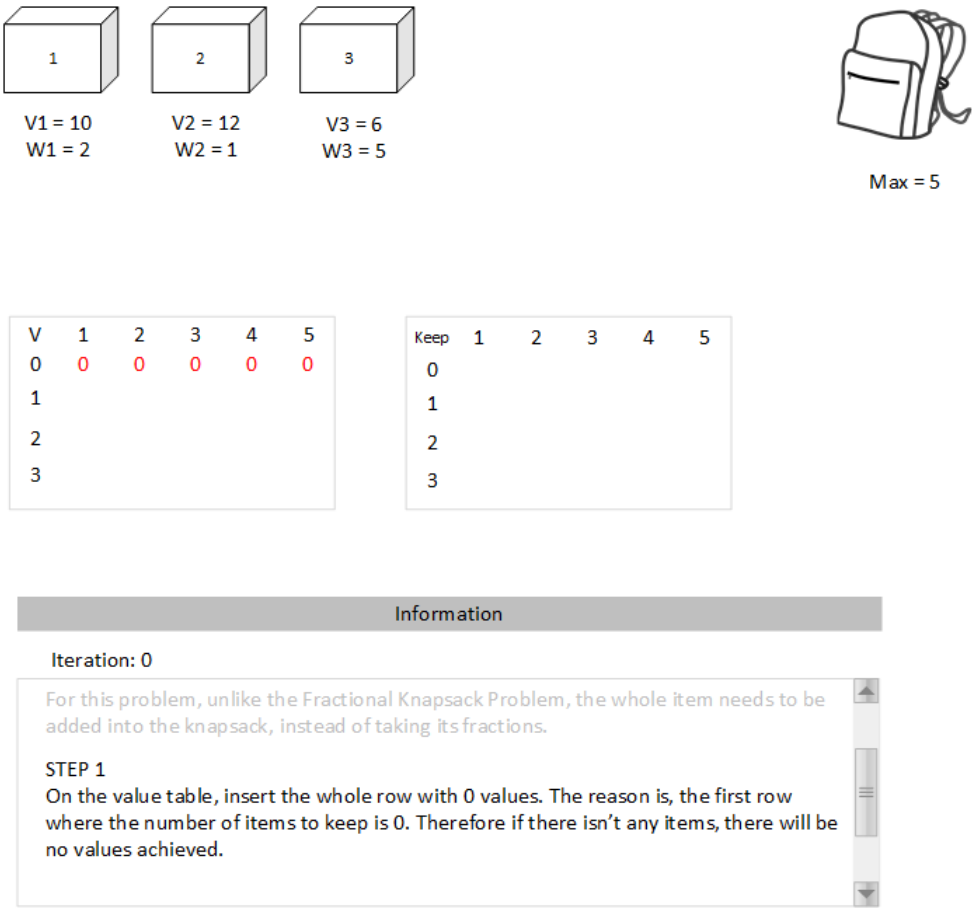 1 2 3
V1 = 10 V2 = 12 V3 = 6
W1 = 2 W2 = 1 W3 = 5
Max = 5
V 1 2 3 4 5
0 0 0 0 0 0
1
2
3
Keep 1 2 3 4 5
0
1
2
3
Information
Iteration: 0
For this problem, unlike the Fractional Knapsack Problem, the whole item needs to be
added into the knapsack, instead of taking its fractions.
STEP 1
On the value table, insert the whole row with 0 values. The reason is, the first row
where the number of items to keep is 0. Therefore if there isn't any items, there will be
no values achieved.